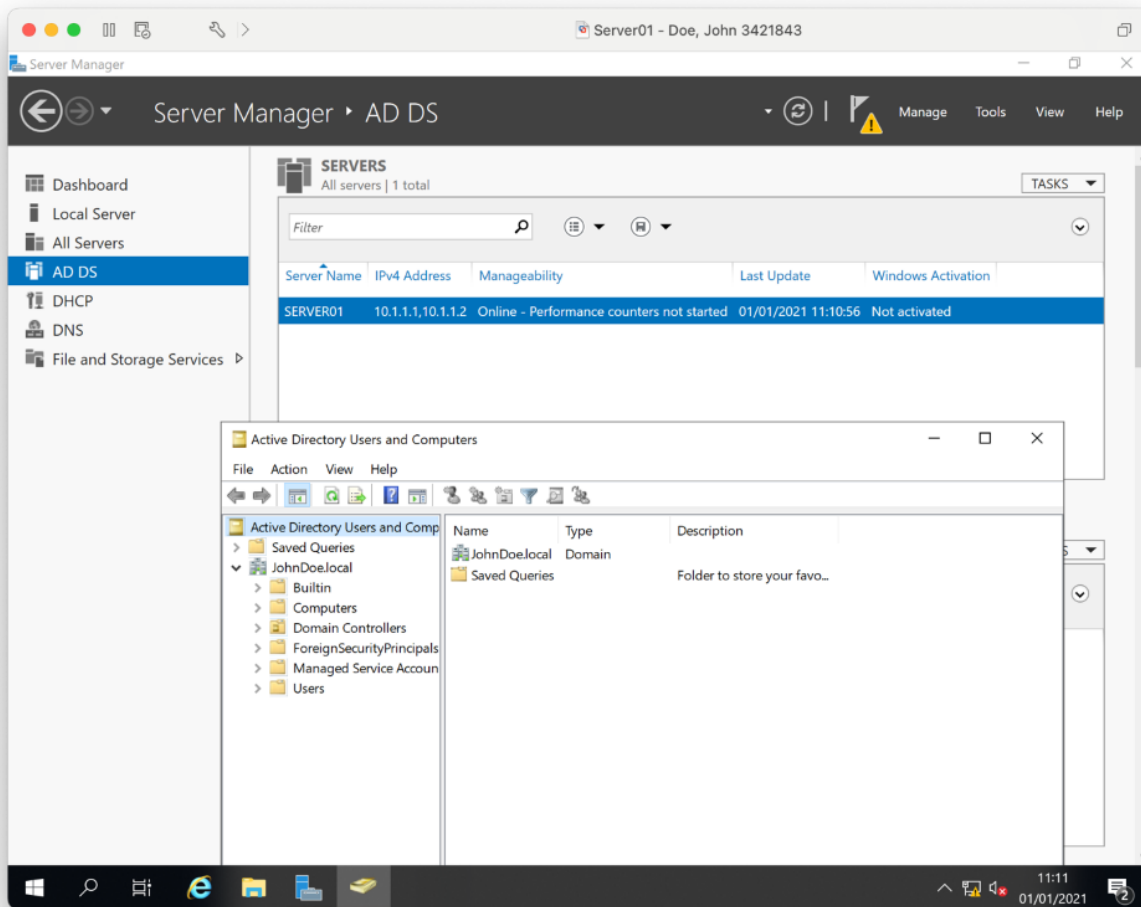 Server01 - Doe, John 3421843
Server Manager
Server Manager ‣ AD DS
Manage Tools View Help
Dashboard
Local Server
All Servers
AD DS
DHCP
DNS
File and Storage Services
SERVERS
All servers | 1 total
TASKS
Filter
Server Name IPv4 Address Manageability Last Update Windows Activation
SERVER01 10.1.1.1,10.1.1.2 Online - Performance counters not started 01/01/2021 11:10:56 Not activated
Active Directory Users and Computers
File Action View Help
Active Directory Users and Comp
Saved Queries
JohnDoe.local
Builtin
Computers
Domain Controllers
ForeignSecurityPrincipals
Managed Service Accoun
Users
Name Type Description
JohnDoe.local Domain
Saved Queries Folder to store your favo...
11:11
01/01/2021
2